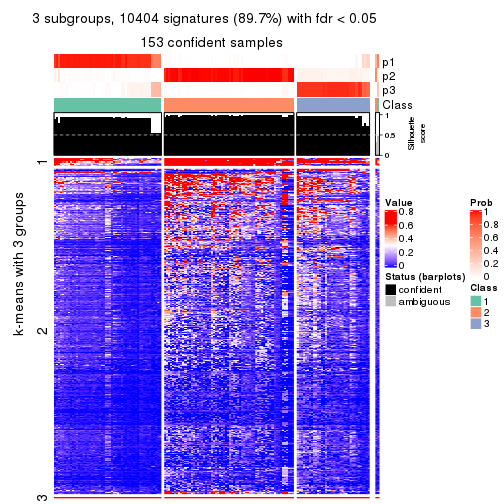 3 subgroups, 10404 signatures (89.7%) with fdr < 0.05
153 confident samples
p1
p2
p3
Class
1
0.5
0
Silhouette
score
k-means with 3 groups
1
2
3
Value
0.8
0.6
0.4
0.2
0
Status (barplots)
confident
ambiguous
Prob
1
0.8
0.6
0.4
0.2
0
Class
1
2
3